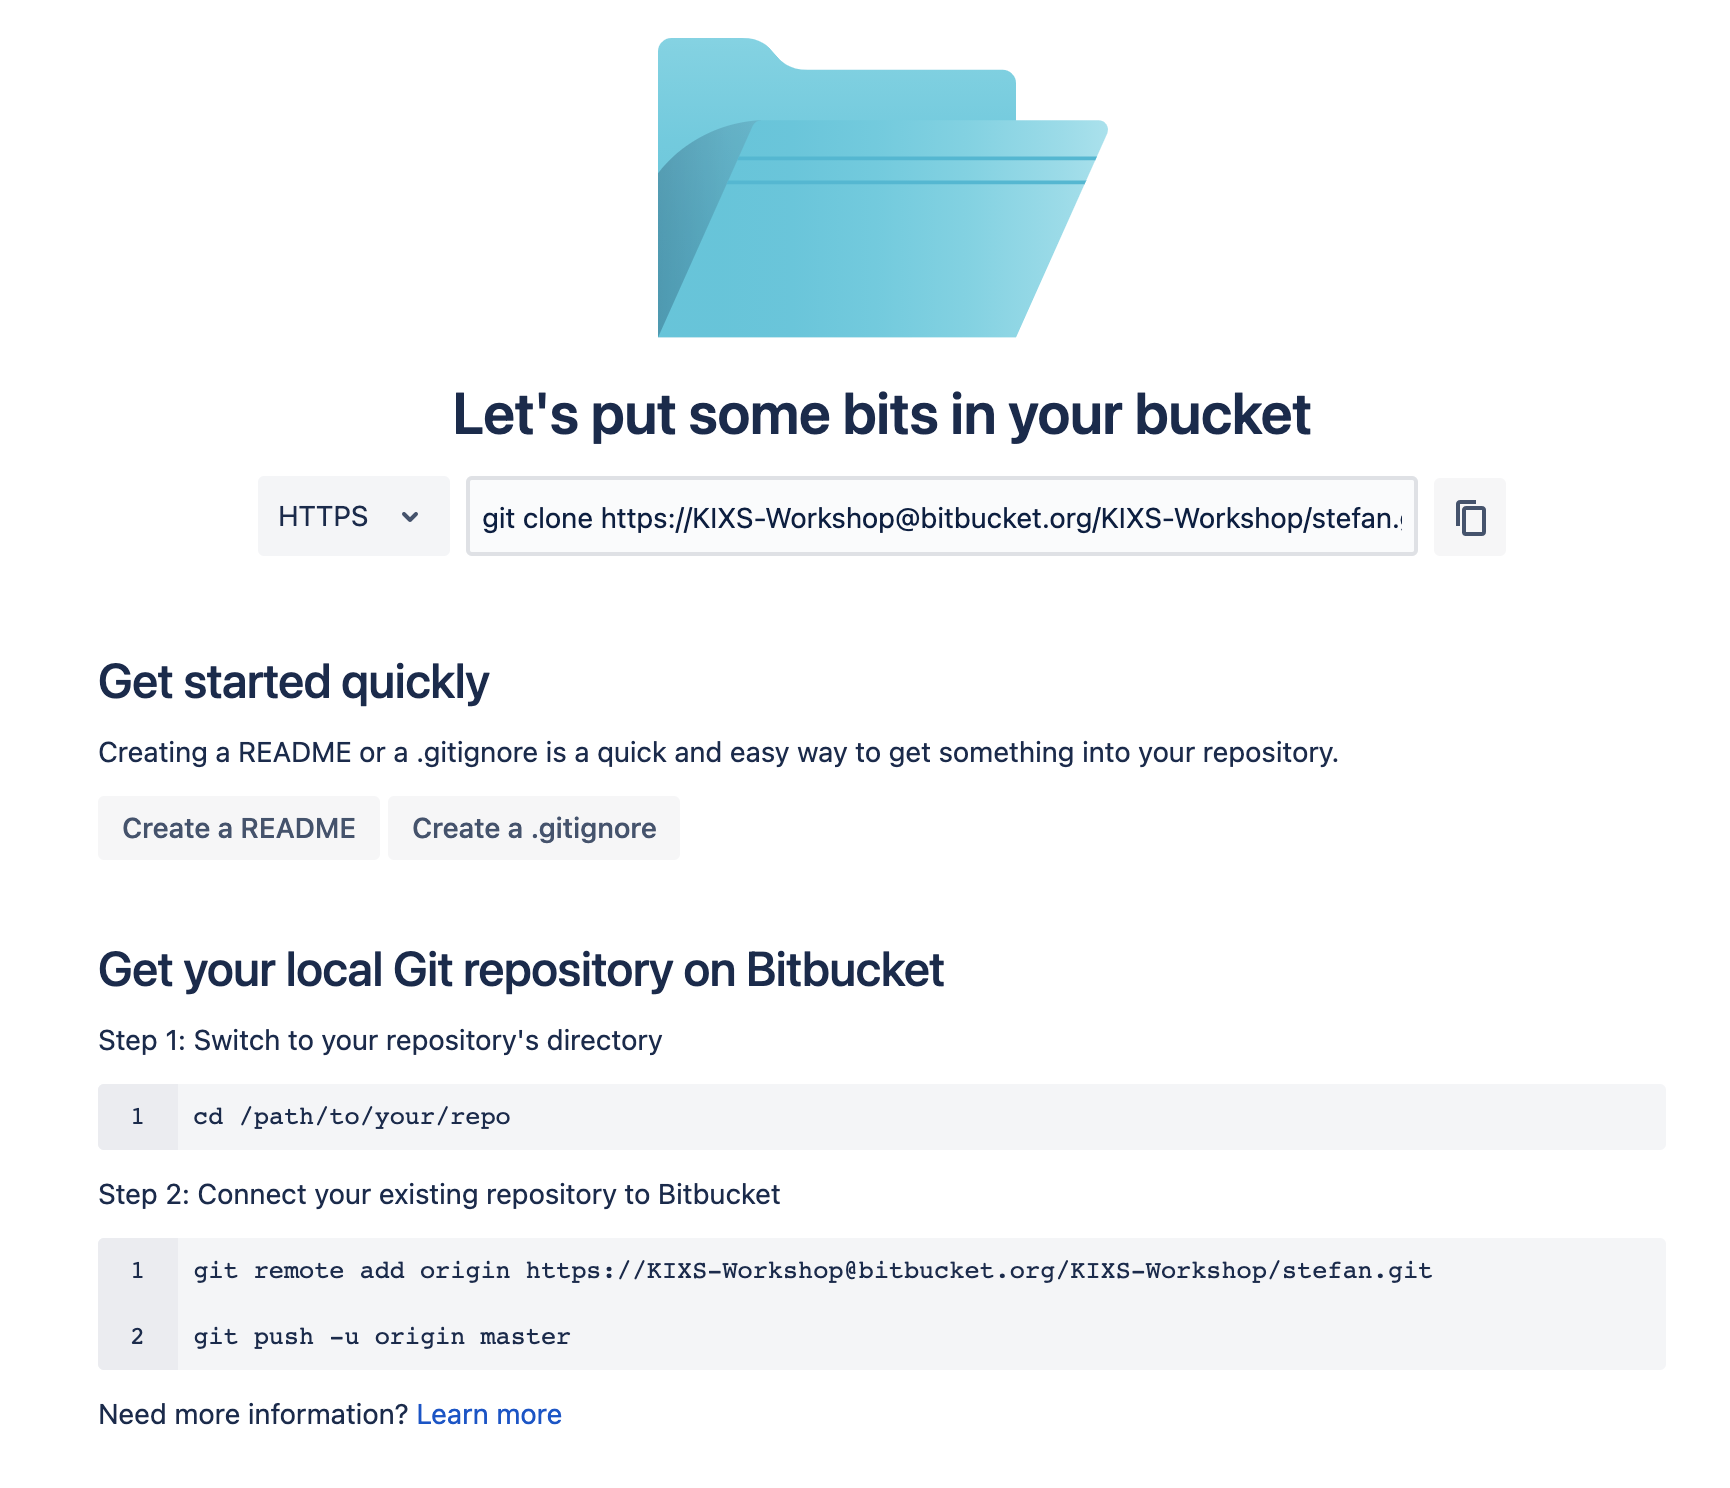 Let's put some bits in your bucket
HTTPS
git clone https://KIXS-Workshop@bitbucket.org/KIXS-Workshop/stefan.
Get started quickly
Creating a README or a .gitignore is a quick and easy way to get something into your repository.
Create a README
Create a .gitignore
Get your local Git repository on Bitbucket
Step 1: Switch to your repository's directory
1 cd /path/to/your/repo
Step 2: Connect your existing repository to Bitbucket
1 git remote add origin https://KIXS-Workshop@bitbucket.org/KIXS-Workshop/stefan.git
2 git push -u origin master
Need more information? Learn more